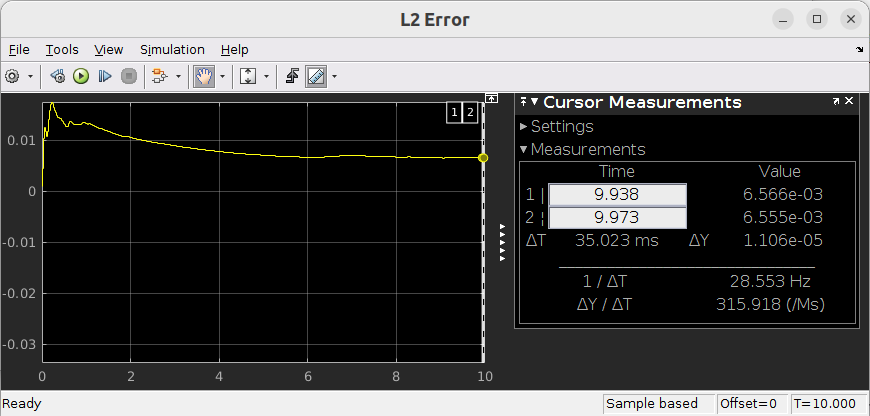 L2 Error
File Tools View Simulation Help
1 2
0.01
0
-0.01
-0.02
-0.03
0 2 4 6 8 10
Cursor Measurements
Settings
Measurements
Time Value
1 | 9.938 6.566e-03
2 ¦ 9.973 6.555e-03
ΔT 35.023 ms ΔY 1.106e-05
1 / ΔT 28.553 Hz
ΔY / ΔT 315.918 (/Ms)
Ready Sample based Offset=0 T=10.000